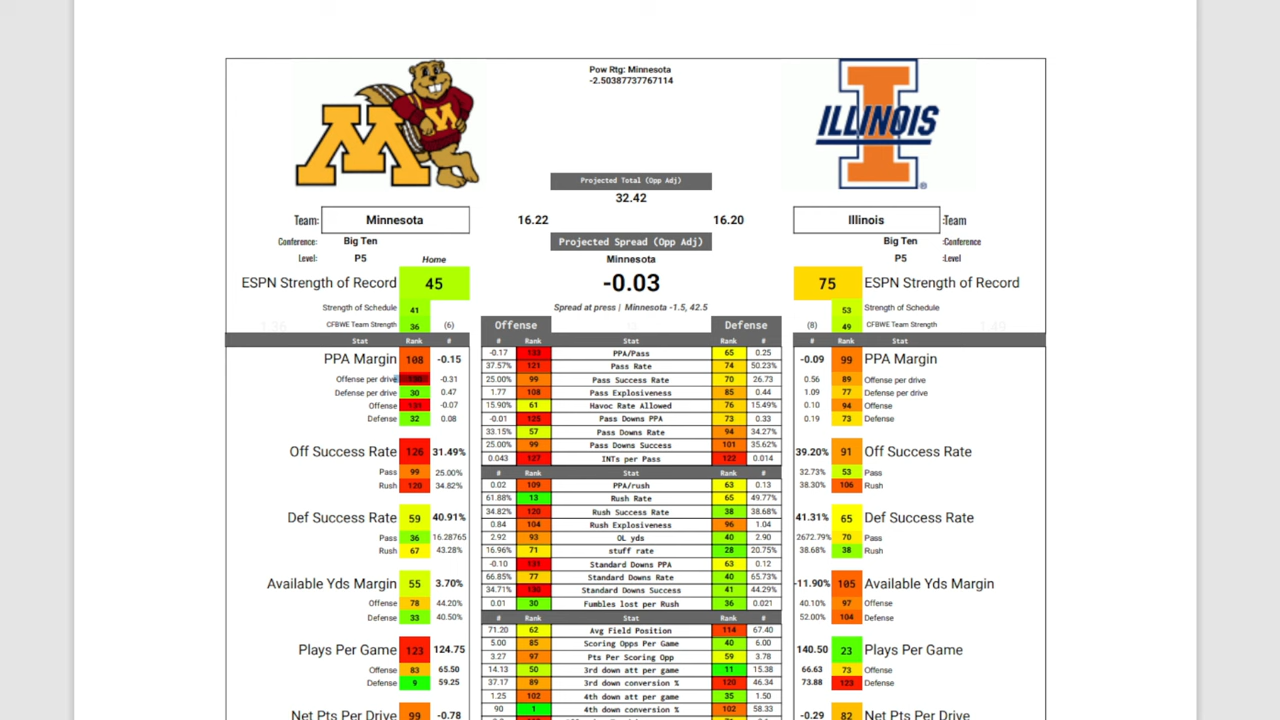 Pow Rtg: Minnesota
-2.50387737767114
ILLINOIS
Projected Total (Opp Adj)
32.42
Team: Minnesota 16.22 16.20 Illinois :Team
Projected Spread (Opp Adj)
Conference: Big Ten Big Ten :Conference
Level: P5 Home Minnesota P5 :Level
ESPN Strength of Record 45 -0.03 75 ESPN Strength of Record
Strength of Schedule 41 Spread at press | Minnesota -1.5, 42.5 53 Strength of Schedule
CFBWE Team Strength 36 (6) Offense Defense (8) 49 CFBWE Team Strength
Stat Rank # # Rank Stat Rank # # Rank Stat
PPA Margin 108 -0.15 -0.17 133 PPA/Pass 65 0.25 -0.09 99 PPA Margin
37.57% 121 Pass Rate 74 50.23%
Offense per drive -0.31 25.00% 99 Pass Success Rate 70 26.73 0.56 89 Offense per drive
Defense per drive 30 0.47 1.77 108 Pass Explosiveness 85 0.44 1.09 77 Defense per drive
Offense -0.07 15.90% 61 Havoc Rate Allowed 76 15.49% 0.10 94 Offense
Defense 32 0.08 -0.01 125 Pass Downs PPA 73 0.33 0.19 73 Defense
33.15% 57 Pass Downs Rate 94 34.27%
Off Success Rate 126 31.49% 25.00% 99 Pass Downs Success 101 35.62% 39.20% 91 Off Success Rate
0.043 127 INTs per Pass 122 0.014
Pass 99 25.00% # Rank Stat Rank # 32.73% 53 Pass
Rush 120 34.82% 0.02 109 PPA/rush 63 0.13 38.30% 106 Rush
61.88% 13 Rush Rate 65 49.77%
Def Success Rate 59 40.91% 34.82% 120 Rush Success Rate 38 38.68% 41.31% 65 Def Success Rate
0.84 104 Rush Explosiveness 96 1.04
Pass 36 16.28765 2.92 93 OL yds 40 2.90 2672.79% 70 Pass
Rush 67 43.28% 16.96% 71 stuff rate 28 20.75% 38.68% 38 Rush
-0.10 131 Standard Downs PPA 63 0.12
Available Yds Margin 55 3.70% 66.85% 77 Standard Downs Rate 40 65.73% -11.90% 105 Available Yds Margin
34.71% 130 Standard Downs Success 41 44.29%
Offense 78 44.20% 0.01 30 Fumbles lost per Rush 36 0.021 40.10% 97 Offense
Defense 33 40.50% # Rank Stat Rank # 52.00% 104 Defense
71.20 62 Avg Field Position 114 67.40
Plays Per Game 123 124.75 5.00 85 Scoring Opps Per Game 40 6.00 140.50 23 Plays Per Game
3.27 97 Pts Per Scoring Opp 59 3.78
Offense 83 65.50 14.13 50 3rd down att per game 11 15.38 66.63 73 Offense
Defense 9 59.25 37.17 89 3rd down conversion % 120 46.34 73.88 123 Defense
1.25 102 4th down att per game 35 1.50
Net Pts Per Drive 99 -0.78 90 1 4th down conversion % 102 58.33 -0.29 82 Net Pts Per Drive